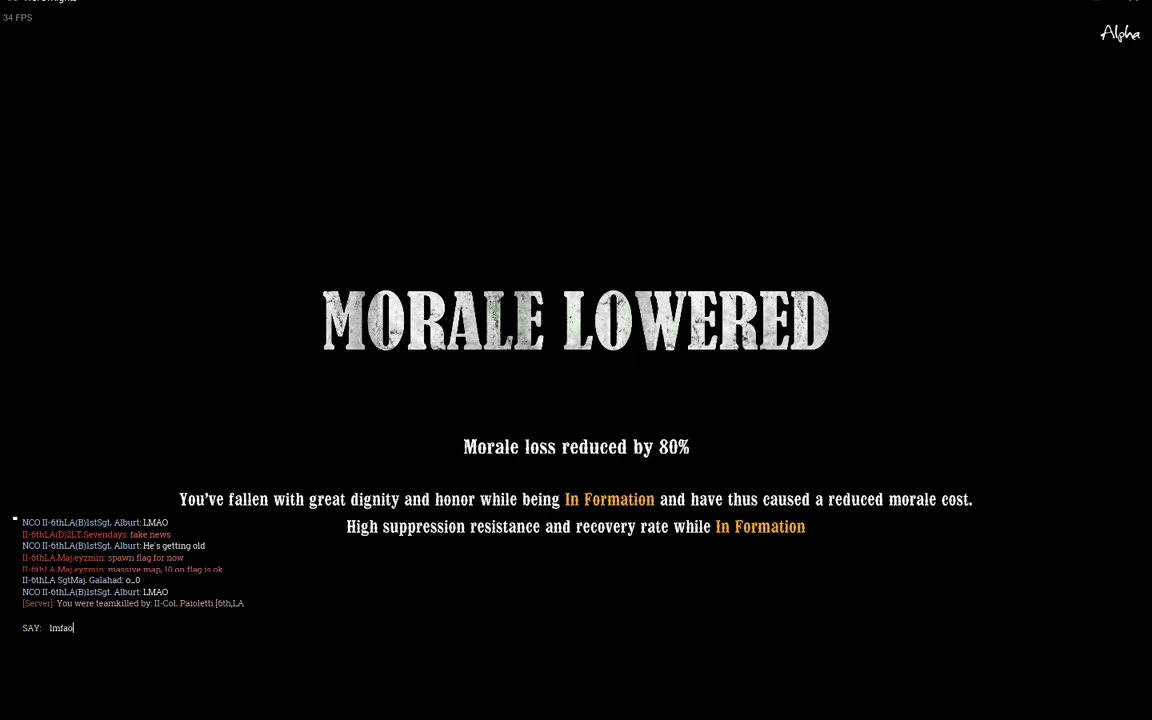 34 FPS
Alpha
MORALE LOWERED
Morale loss reduced by 80%
You've fallen with great dignity and honor while being In Formation and have thus caused a reduced morale cost.
High suppression resistance and recovery rate while In Formation
NCO II-6thLA(B)1stSgt. Alburt: LMAO
II-6thLA(D)2LT.Sevendays: fake news
NCO II-6thLA(B)1stSgt. Alburt: He's getting old
II-6thLA.Maj.eyzmin: spawn flag for now
II-6thLA.Maj.eyzmin: massive map, 10 on flag is ok
II-6thLA SgtMaj. Galahad: o_0
NCO II-6thLA(B)1stSgt. Alburt: LMAO
[Server]: You were teamkilled by: II-Col. Paioletti [6th,LA
SAY: lmfao